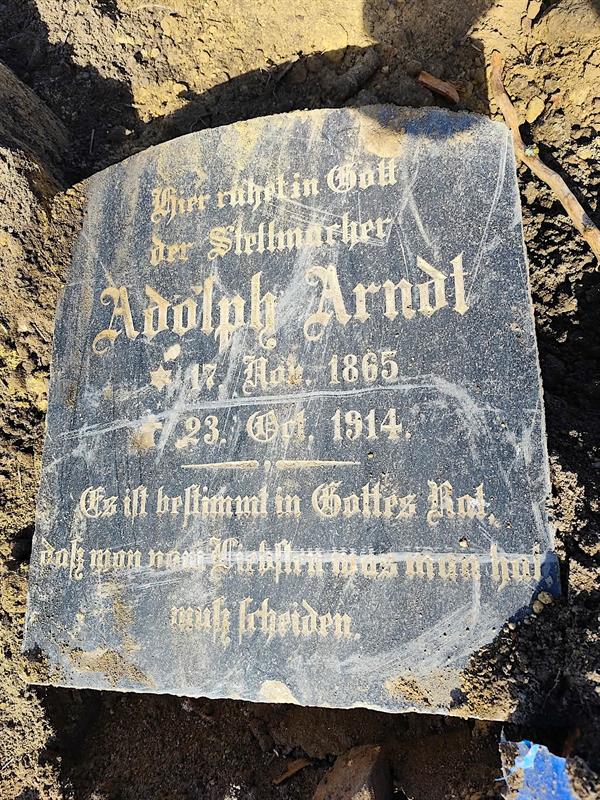 Hier ruhet in Gott
der Stellmacher
Adolph Arndt
* 17. Nov. 1865
† 23. Oct. 1914.
Es ist bestimmt in Gottes Rat,
daß man vom Liebsten was man hat
muß scheiden.